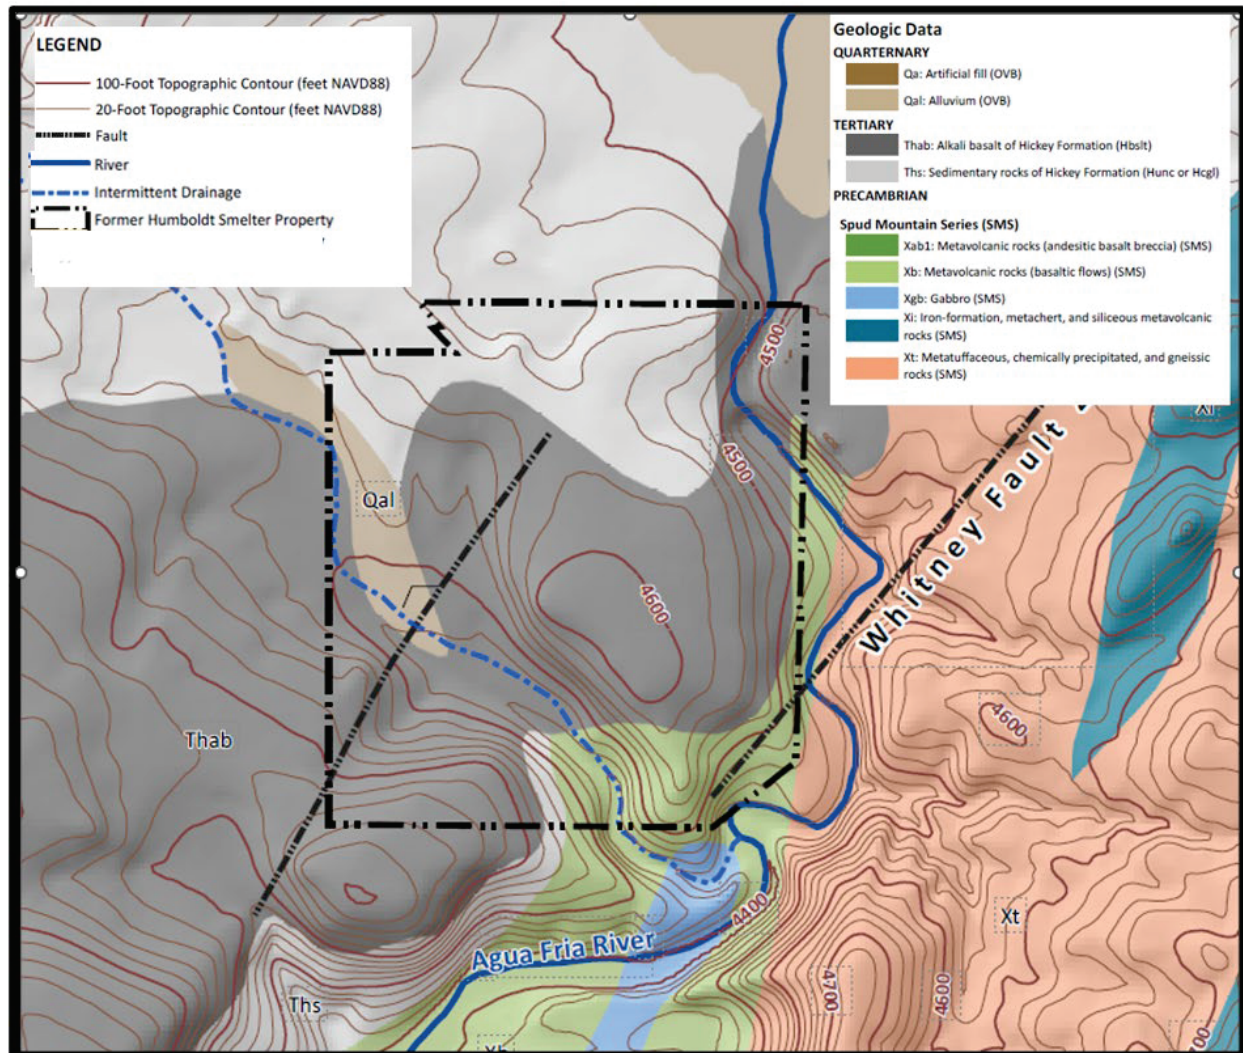 LEGEND
100-Foot Topographic Contour (feet NAVD88)
20-Foot Topographic Contour (feet NAVD88)
Fault
River
Intermittent Drainage
Former Humboldt Smelter Property
Geologic Data
QUARTERNARY
Qa: Artificial fill (OVB)
Qal: Alluvium (OVB)
TERTIARY
Thab: Alkali basalt of Hickey Formation (Hbslt)
Ths: Sedimentary rocks of Hickey Formation (Hunc or Hcgl)
PRECAMBRIAN
Spud Mountain Series (SMS)
Xab1: Metavolcanic rocks (andesitic basalt breccia) (SMS)
Xb: Metavolcanic rocks (basaltic flows) (SMS)
Xgb: Gabbro (SMS)
Xi: Iron-formation, metachert, and siliceous metavolcanic
rocks (SMS)
Xt: Metatuffaceous, chemically precipitated, and gneissic
rocks (SMS)
4500
4500
Qal
4600
Whitney Fault
Thab
4600
4400
Xt
Agua Fria River
4700
4600
Ths